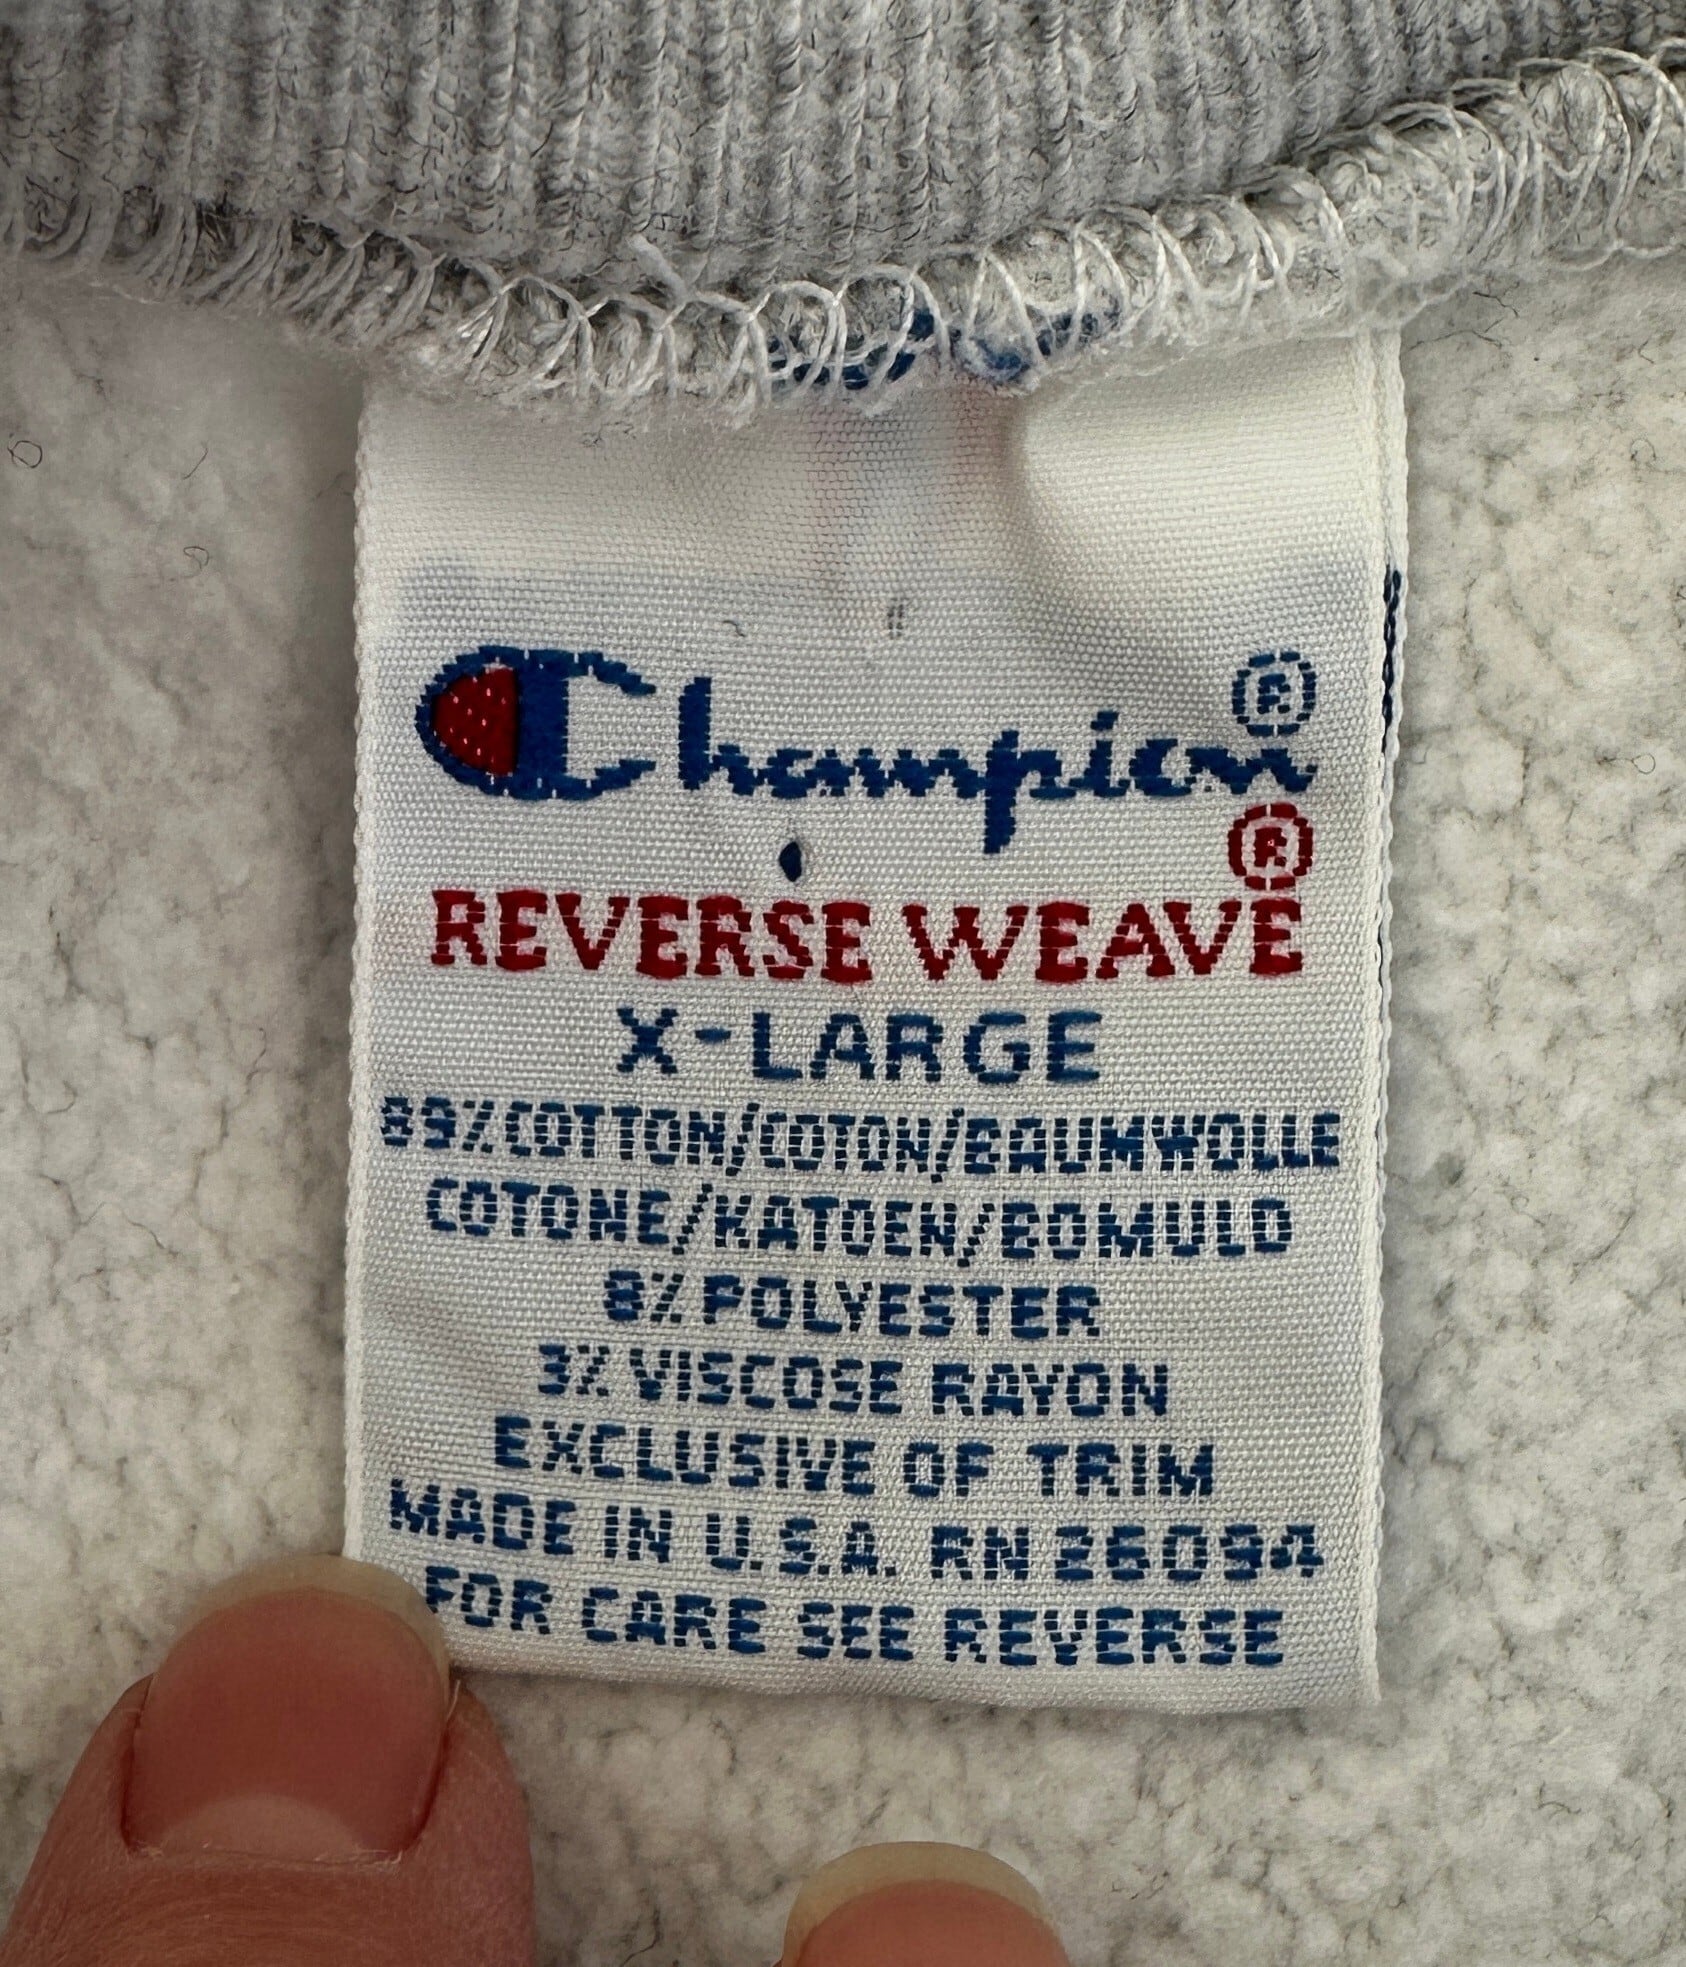 Champion®
®
REVERSE WEAVE
X-LARGE
89% COTTON/COTON/BAUMWOLLE
COTONE/KATOEN/BOMULD
8% POLYESTER
3% VISCOSE RAYON
EXCLUSIVE OF TRIM
MADE IN U.S.A. RN 26094
FOR CARE SEE REVERSE